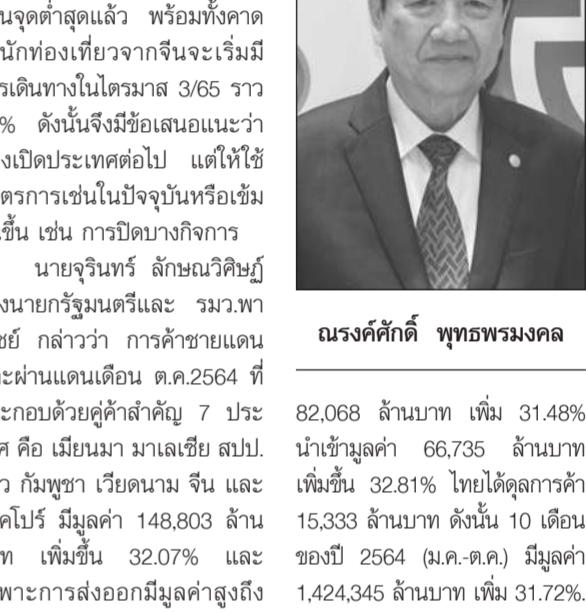 นจุดต่ำสุดแล้ว พร้อมทั้งคาด
นักท่องเที่ยวจากจีนจะเริ่มมี
รเดินทางในไตรมาส 3/65 ราว
% ดังนั้นจึงมีข้อเสนอแนะว่า
งเปิดประเทศต่อไป แต่ให้ใช้
ตรการเช่นในปัจจุบันหรือเข้ม
ขึ้น เช่น การปิดบางกิจการ
นายจุรินทร์ ลักษณวิศิษฏ์
งนายกรัฐมนตรีและ รมว.พา
ชย์ กล่าวว่า การค้าชายแดน
ะผ่านแดนเดือน ต.ค.2564 ที่
ะกอบด้วยคู่ค้าสำคัญ 7 ประ
ศ คือ เมียนมา มาเลเซีย สปป.
ว กัมพูชา เวียดนาม จีน และ
คโปร์ มีมูลค่า 148,803 ล้าน
ท เพิ่มขึ้น 32.07% และ
พาะการส่งออกมีมูลค่าสูงถึง
ณรงค์ศักดิ์ พุทธพรมงคล
82,068 ล้านบาท เพิ่ม 31.48%
นำเข้ามูลค่า 66,735 ล้านบาท
เพิ่มขึ้น 32.81% ไทยได้ดุลการค้า
15,333 ล้านบาท ดังนั้น 10 เดือน
ของปี 2564 (ม.ค.-ต.ค.) มีมูลค่า
1,424,345 ล้านบาท เพิ่ม 31.72%.